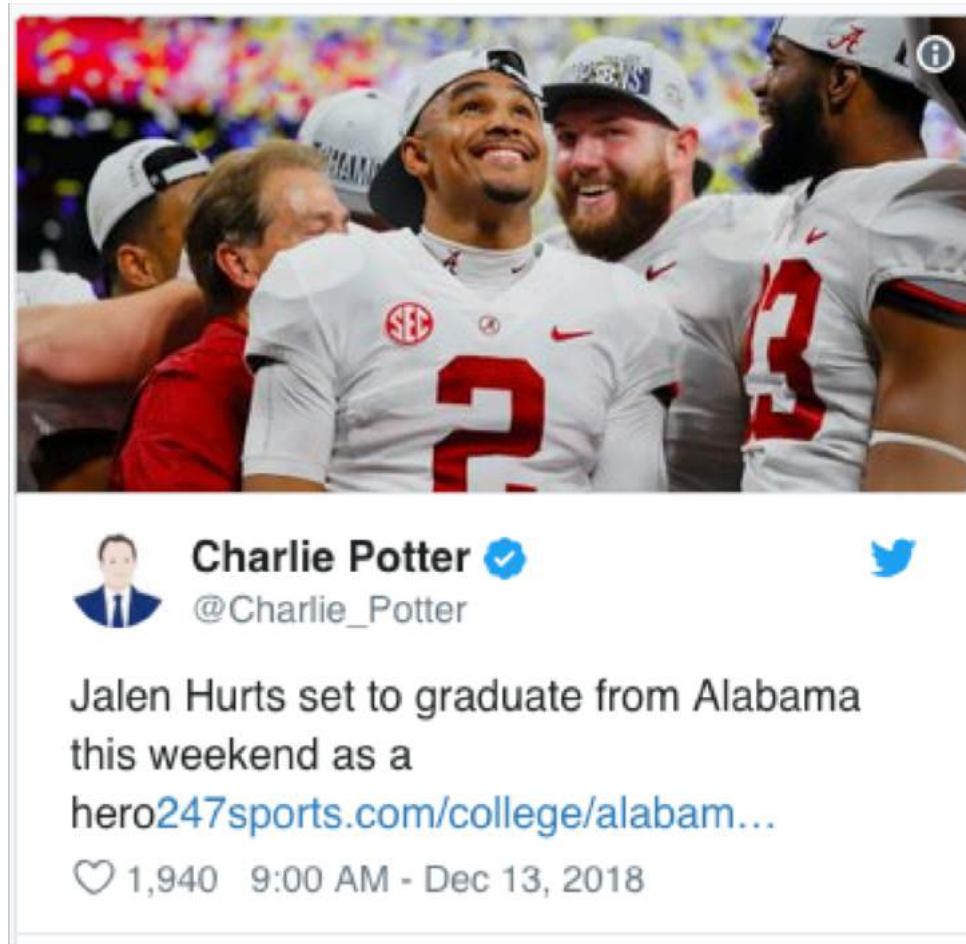 SEC
A
2
A
13
Charlie Potter
@Charlie_Potter
Jalen Hurts set to graduate from Alabama
this weekend as a
hero247sports.com/college/alabam…
1,940 9:00 AM - Dec 13, 2018